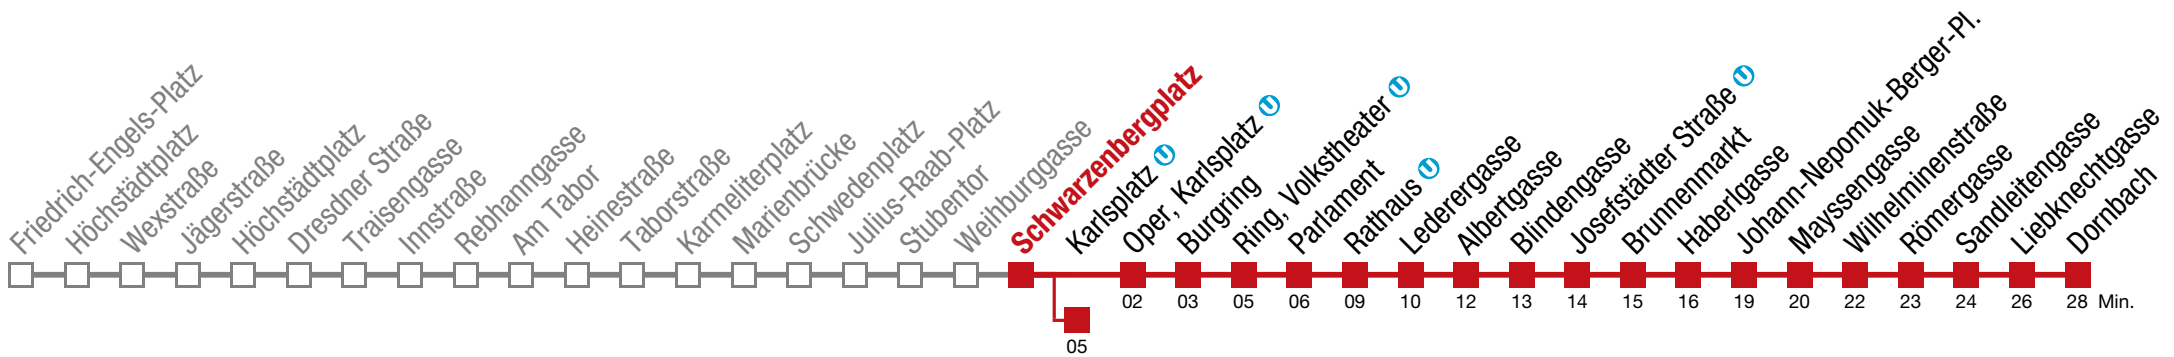 Friedrich-Engels-Platz
Höchstädtplatz
Wexstraße
Jägerstraße
Höchstädtplatz
Dresdner Straße
Traisengasse
Innstraße
Rebhanngasse
Am Tabor
Heinestraße
Taborstraße
Karmeliterplatz
Marienbrücke
Schwedenplatz
Julius-Raab-Platz
Stubentor
Weihburggasse
Schwarzenbergplatz
Karlsplatz U
Oper, Karlsplatz U
Burgring
Ring, Volkstheater U
Parlament
Rathaus U
Lederergasse
Albertgasse
Blindengasse
Josefstädter Straße U
Brunnenmarkt
Haberlgasse
Johann-Nepomuk-Berger-Pl.
Mayssengasse
Wilhelminenstraße
Römergasse
Sandleitengasse
Liebknechtgasse
Dornbach
02 03 05 06 09 10 12 13 14 15 16 19 20 22 23 24 26 28 Min.
05